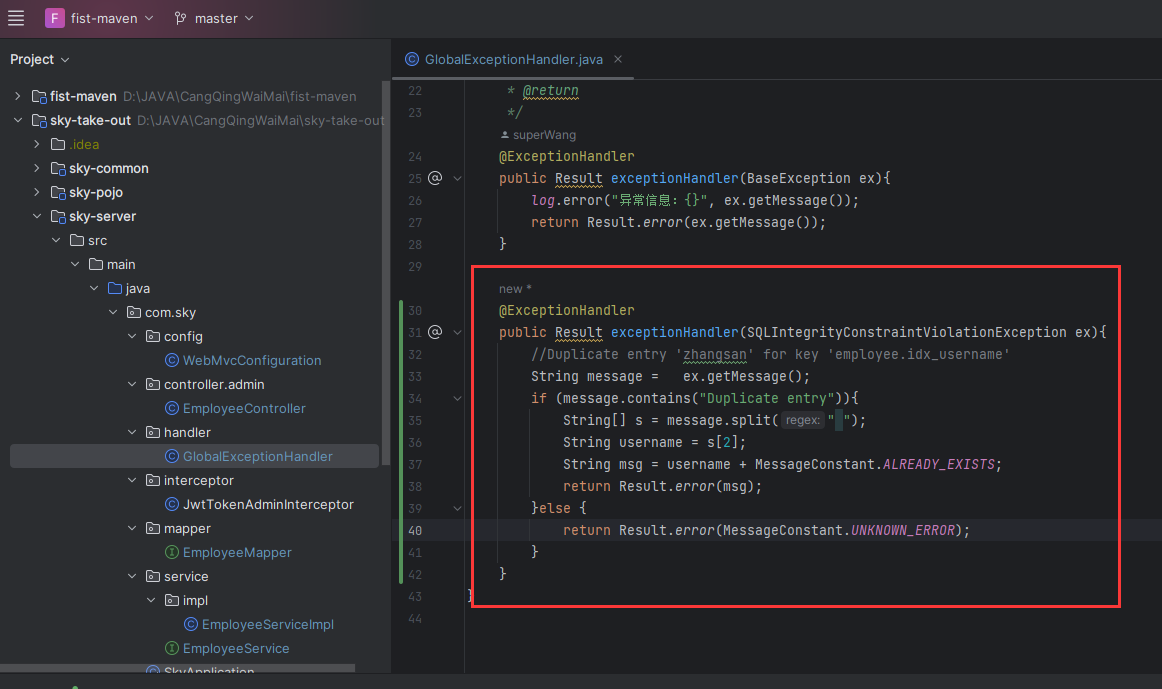 F fist-maven master
Project
fist-maven D:\JAVA\CangQingWaiMai\fist-maven
sky-take-out D:\JAVA\CangQingWaiMai\sky-take-out
.idea
sky-common
sky-pojo
sky-server
src
main
java
com.sky
config
WebMvcConfiguration
controller.admin
EmployeeController
handler
GlobalExceptionHandler
interceptor
JwtTokenAdminInterceptor
mapper
EmployeeMapper
service
impl
EmployeeServiceImpl
EmployeeService
SkyApplication
GlobalExceptionHandler.java
22 * @return
23 */
superWang
24 @ExceptionHandler
25 public Result exceptionHandler(BaseException ex){
26 log.error("异常信息：{}", ex.getMessage());
27 return Result.error(ex.getMessage());
28 }
29
new *
30 @ExceptionHandler
31 public Result exceptionHandler(SQLIntegrityConstraintViolationException ex){
32 //Duplicate entry 'zhangsan' for key 'employee.idx_username'
33 String message = ex.getMessage();
34 if (message.contains("Duplicate entry")){
35 String[] s = message.split( regex: " ");
36 String username = s[2];
37 String msg = username + MessageConstant.ALREADY_EXISTS;
38 return Result.error(msg);
39 }else {
40 return Result.error(MessageConstant.UNKNOWN_ERROR);
41 }
42 }
43 }
44